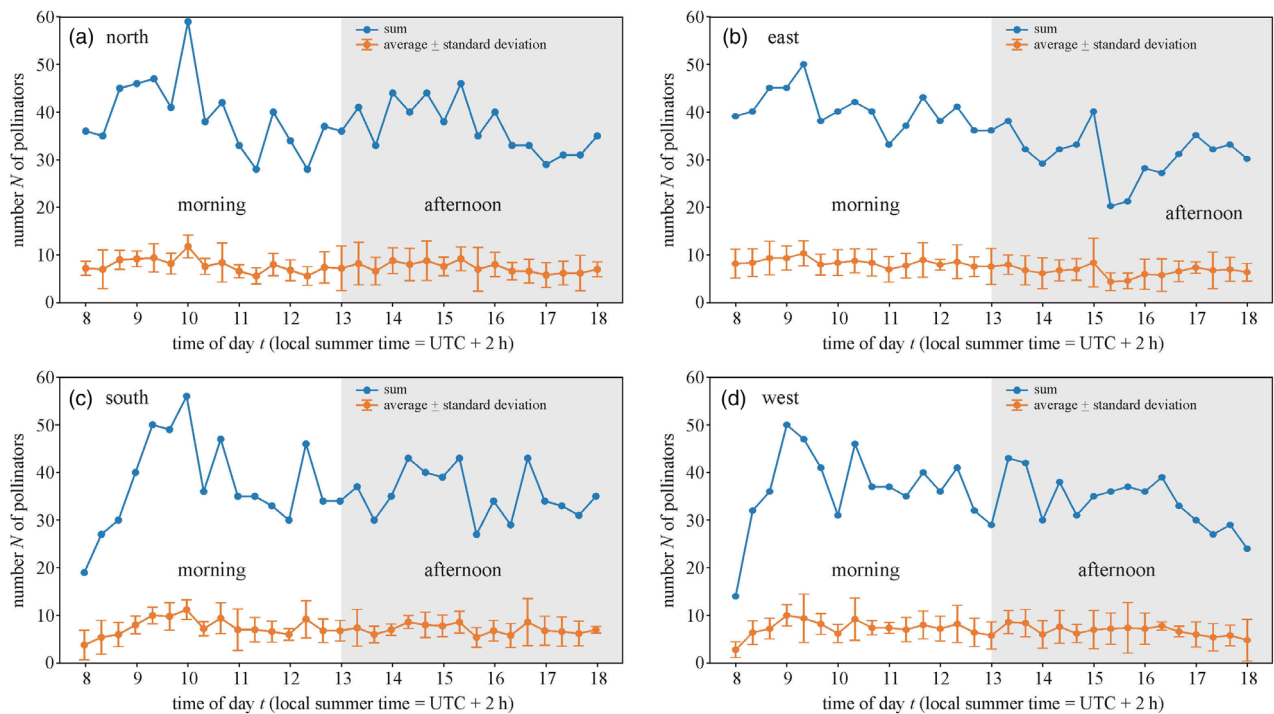 60
50
40
30
20
10
0
number N of pollinators
(a) north
sum
average ± standard deviation
morning
afternoon
8 9 10 11 12 13 14 15 16 17 18
time of day t (local summer time = UTC + 2 h)
60
50
40
30
20
10
0
number N of pollinators
(b) east
sum
average ± standard deviation
morning
afternoon
8 9 10 11 12 13 14 15 16 17 18
time of day t (local summer time = UTC + 2 h)
60
50
40
30
20
10
0
number N of pollinators
(c) south
sum
average ± standard deviation
morning
afternoon
8 9 10 11 12 13 14 15 16 17 18
time of day t (local summer time = UTC + 2 h)
60
50
40
30
20
10
0
number N of pollinators
(d) west
sum
average ± standard deviation
morning
afternoon
8 9 10 11 12 13 14 15 16 17 18
time of day t (local summer time = UTC + 2 h)